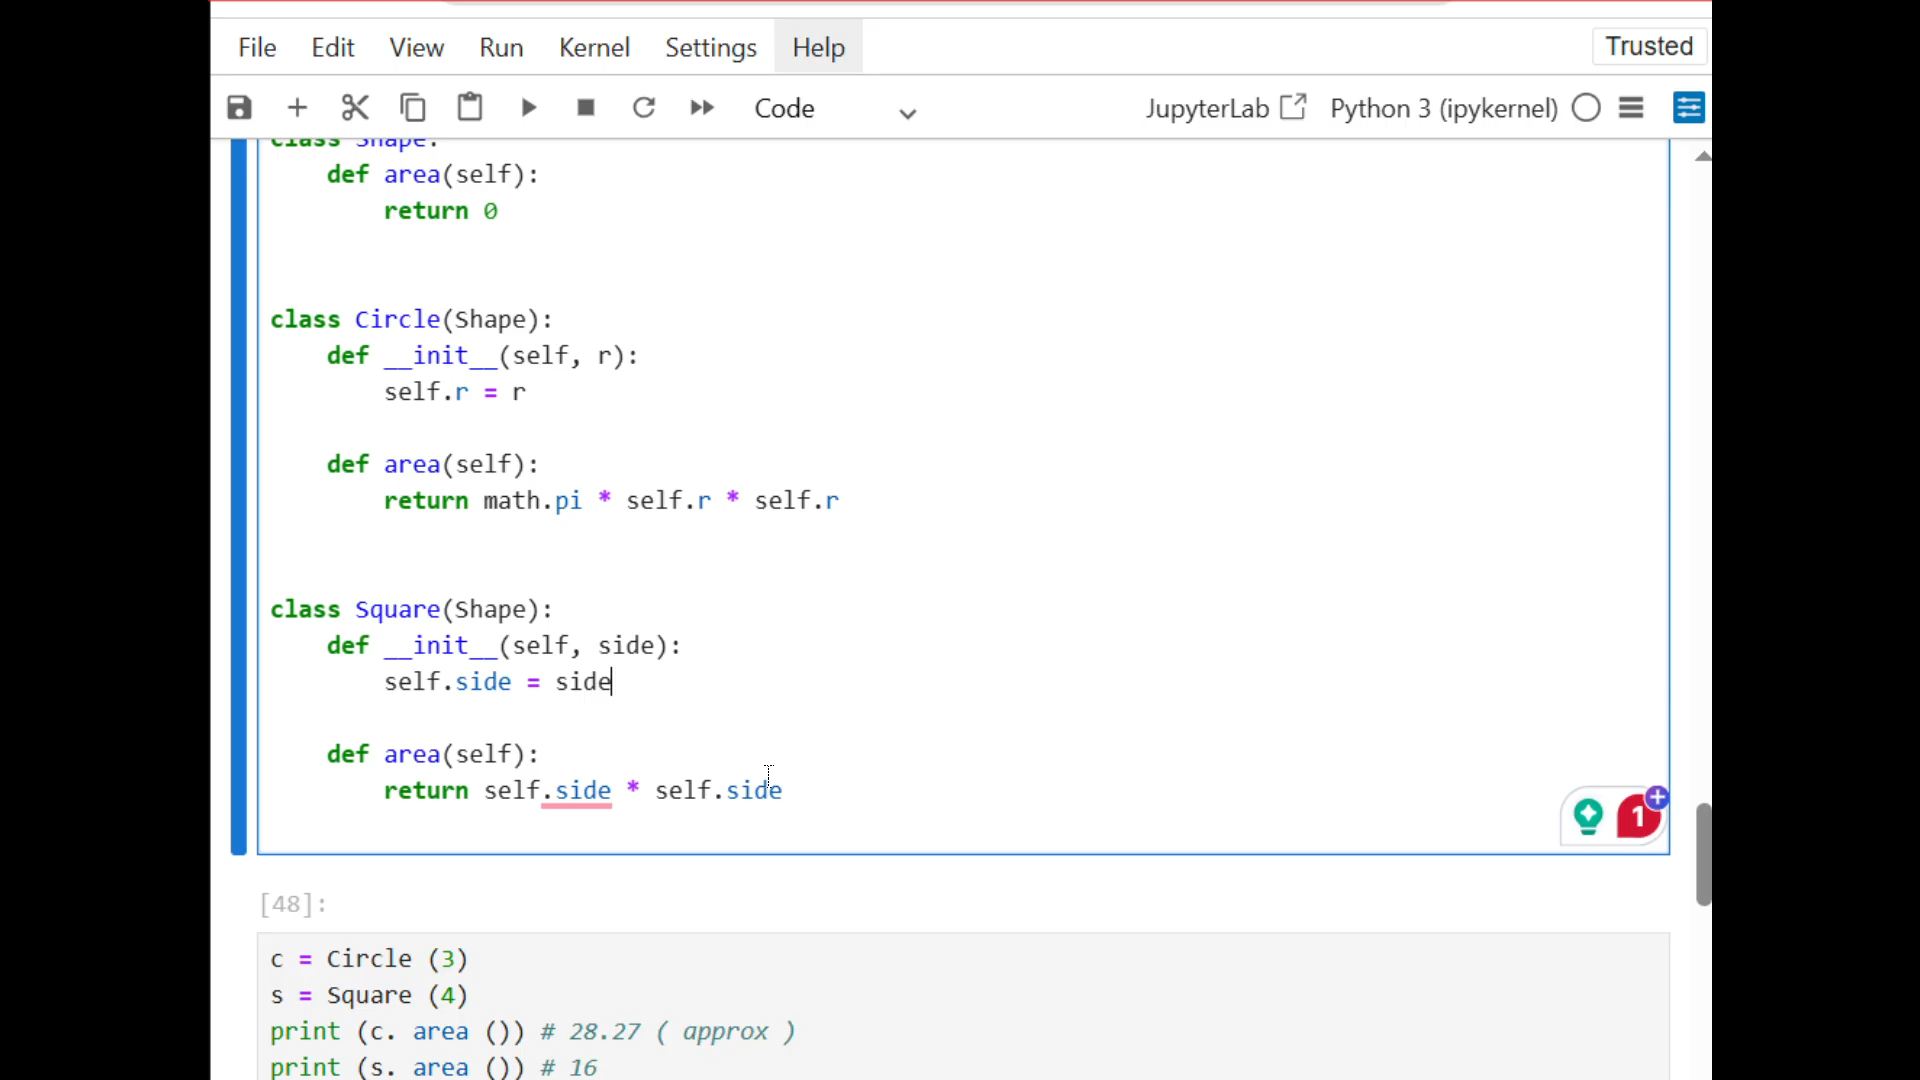 File Edit View Run Kernel Settings Help Trusted
Code JupyterLab Python 3 (ipykernel)
class Shape:
def area(self):
return 0
class Circle(Shape):
def __init__(self, r):
self.r = r
def area(self):
return math.pi * self.r * self.r
class Square(Shape):
def __init__(self, side):
self.side = side
def area(self):
return self.side * self.side
1
[48]:
c = Circle (3)
s = Square (4)
print (c. area ()) # 28.27 ( approx )
print (s. area ()) # 16